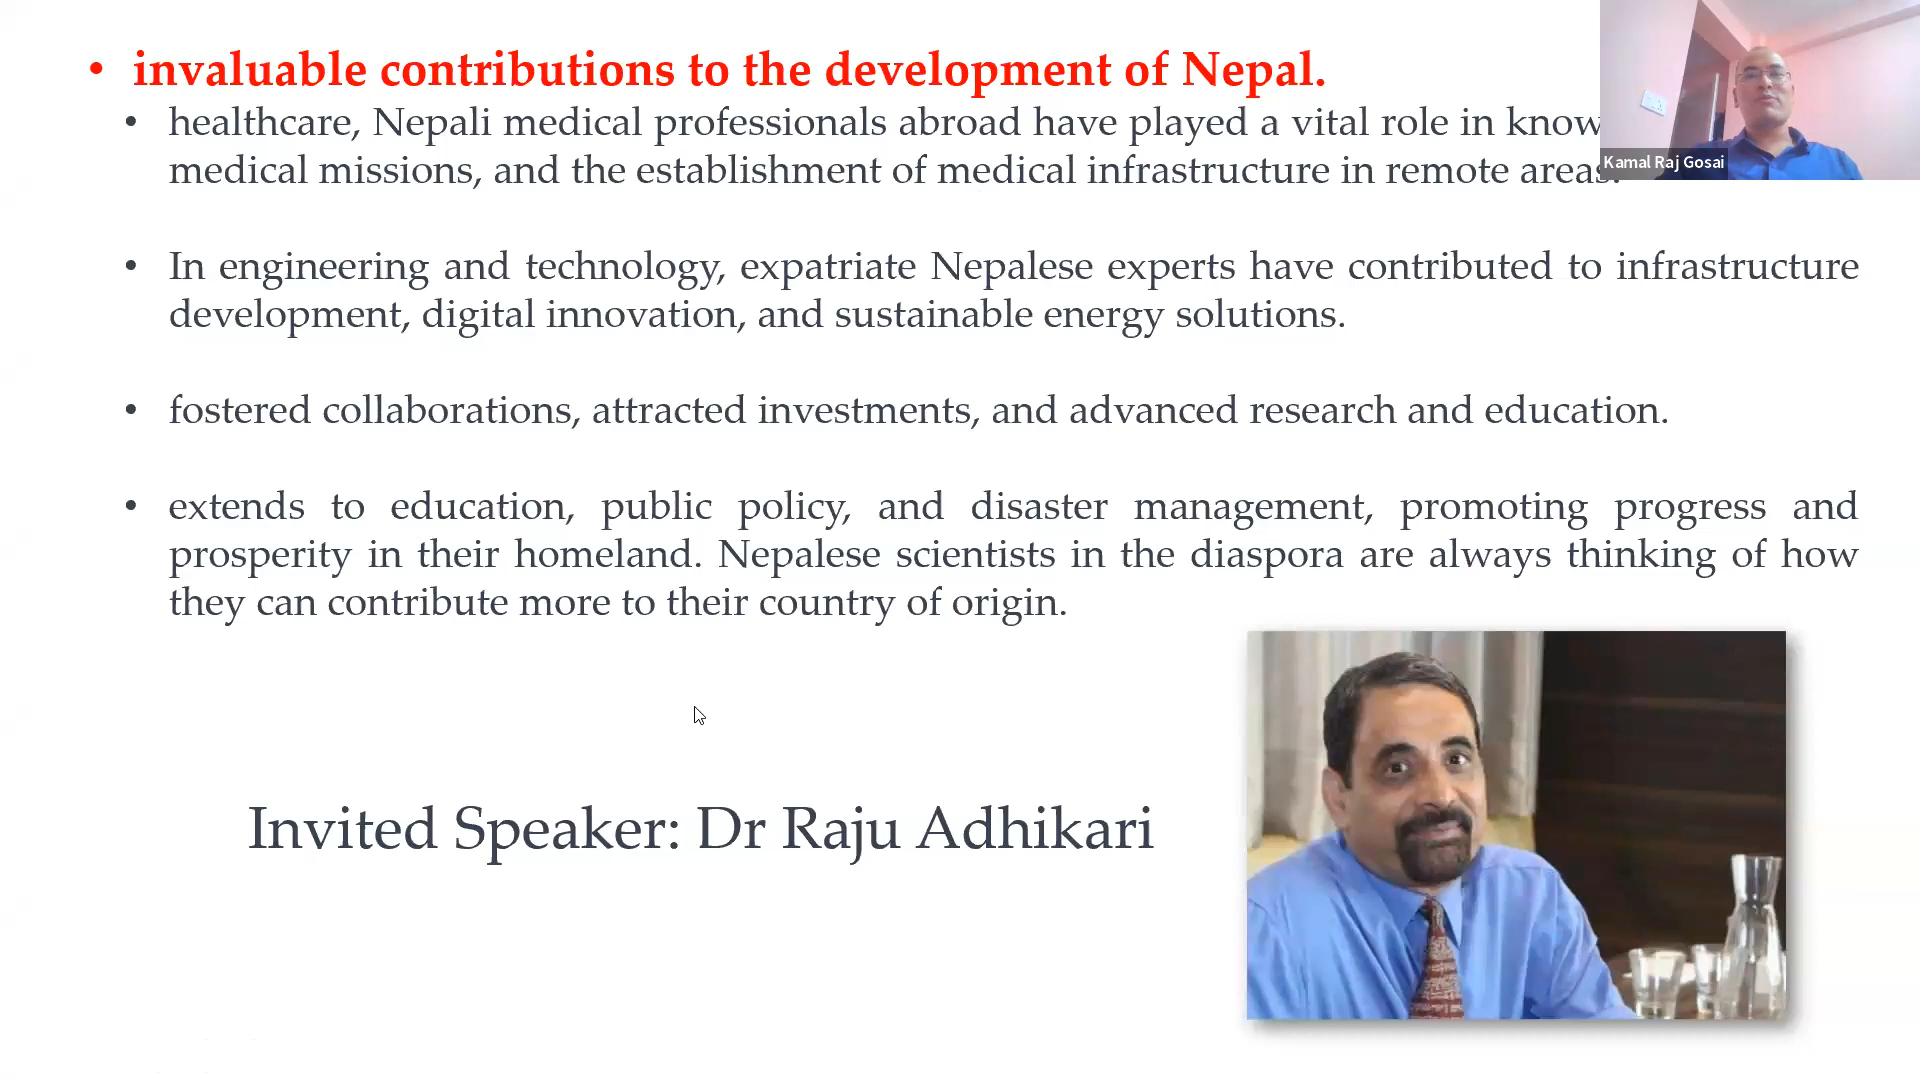 • invaluable contributions to the development of Nepal.
• healthcare, Nepali medical professionals abroad have played a vital role in
medical missions, and the establishment of medical infrastructure in remote areas.
Kamal Raj Gosai
• In engineering and technology, expatriate Nepalese experts have contributed to infrastructure
development, digital innovation, and sustainable energy solutions.
• fostered collaborations, attracted investments, and advanced research and education.
• extends to education, public policy, and disaster management, promoting progress and
prosperity in their homeland. Nepalese scientists in the diaspora are always thinking of how
they can contribute more to their country of origin.
Invited Speaker: Dr Raju Adhikari